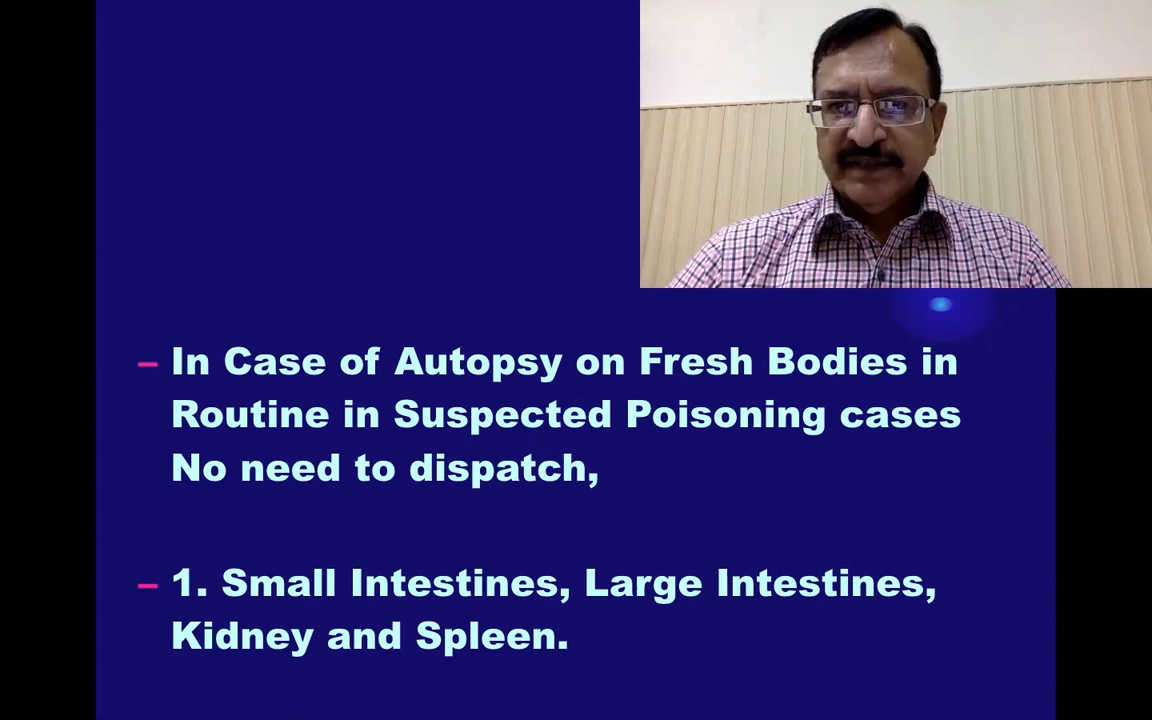 – In Case of Autopsy on Fresh Bodies in
Routine in Suspected Poisoning cases
No need to dispatch,
– 1. Small Intestines, Large Intestines,
Kidney and Spleen.